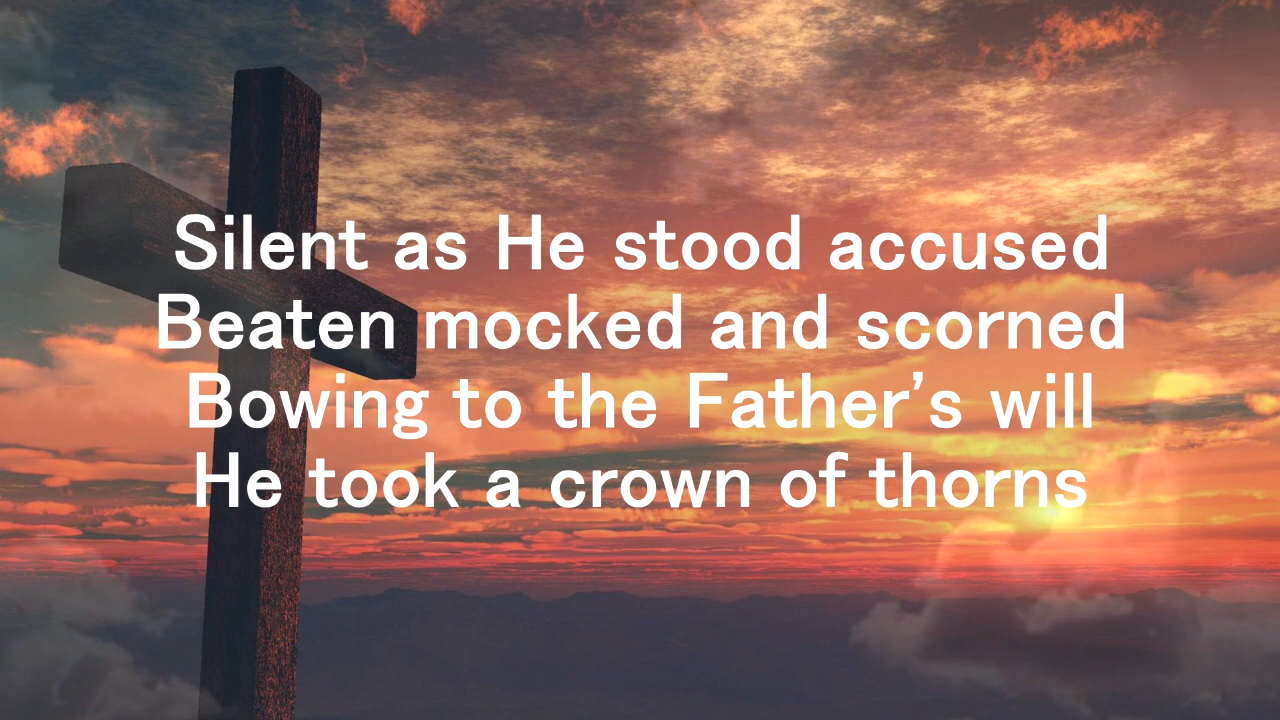 Silent as He stood accused
Beaten mocked and scorned
Bowing to the Father’s will
He took a crown of thorns